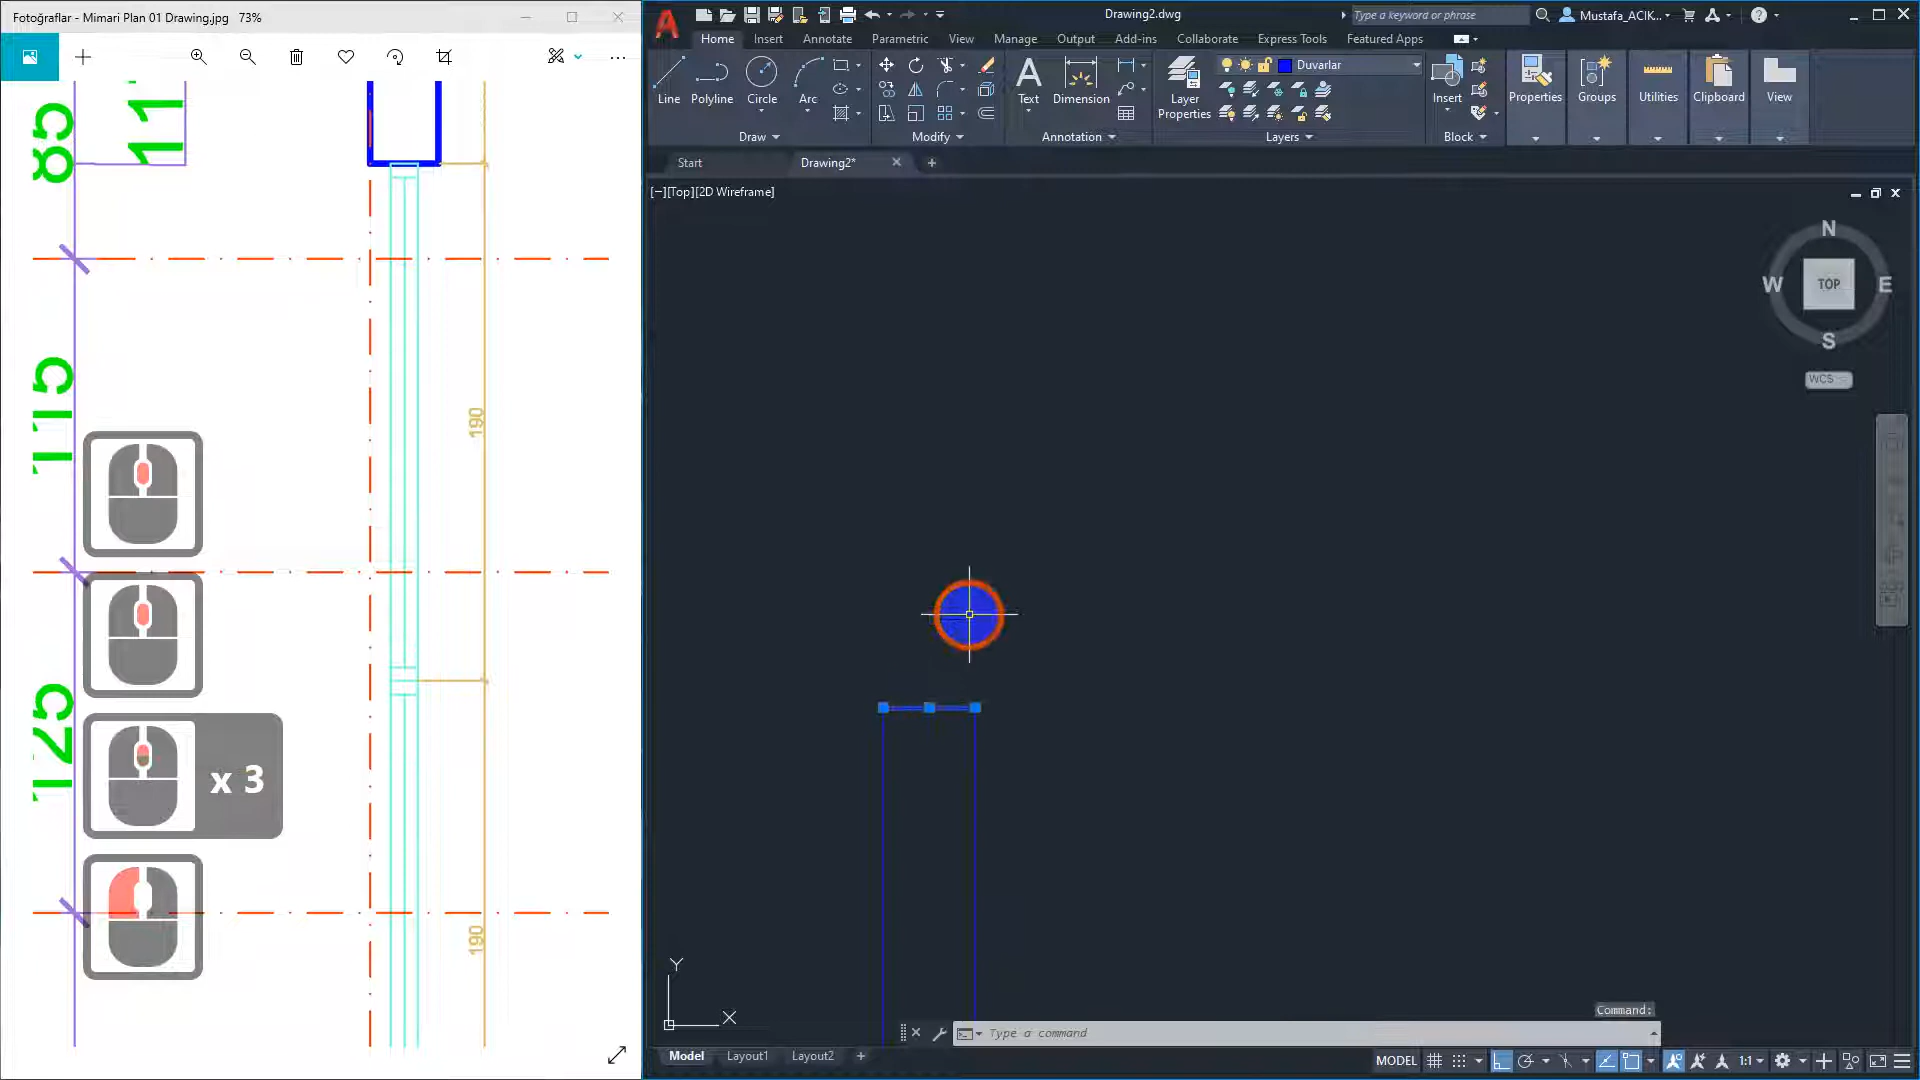 Fotoğraflar - Mimari Plan 01 Drawing.jpg   73%
85
11
115
125
190
190
x 3
Drawing2.dwg
Type a keyword or phrase
Mustafa_ACIK...
Home
Insert
Annotate
Parametric
View
Manage
Output
Add-ins
Collaborate
Express Tools
Featured Apps
Line
Polyline
Circle
Arc
Text
Dimension
Layer
Properties
Duvarlar
Insert
Properties
Groups
Utilities
Clipboard
View
Draw
Modify
Annotation
Layers
Block
Start
Drawing2*
[−][Top][2D Wireframe]
N
W
TOP
E
S
WCS
Y
X
Command:
Type a command
Model
Layout1
Layout2
MODEL
1:1